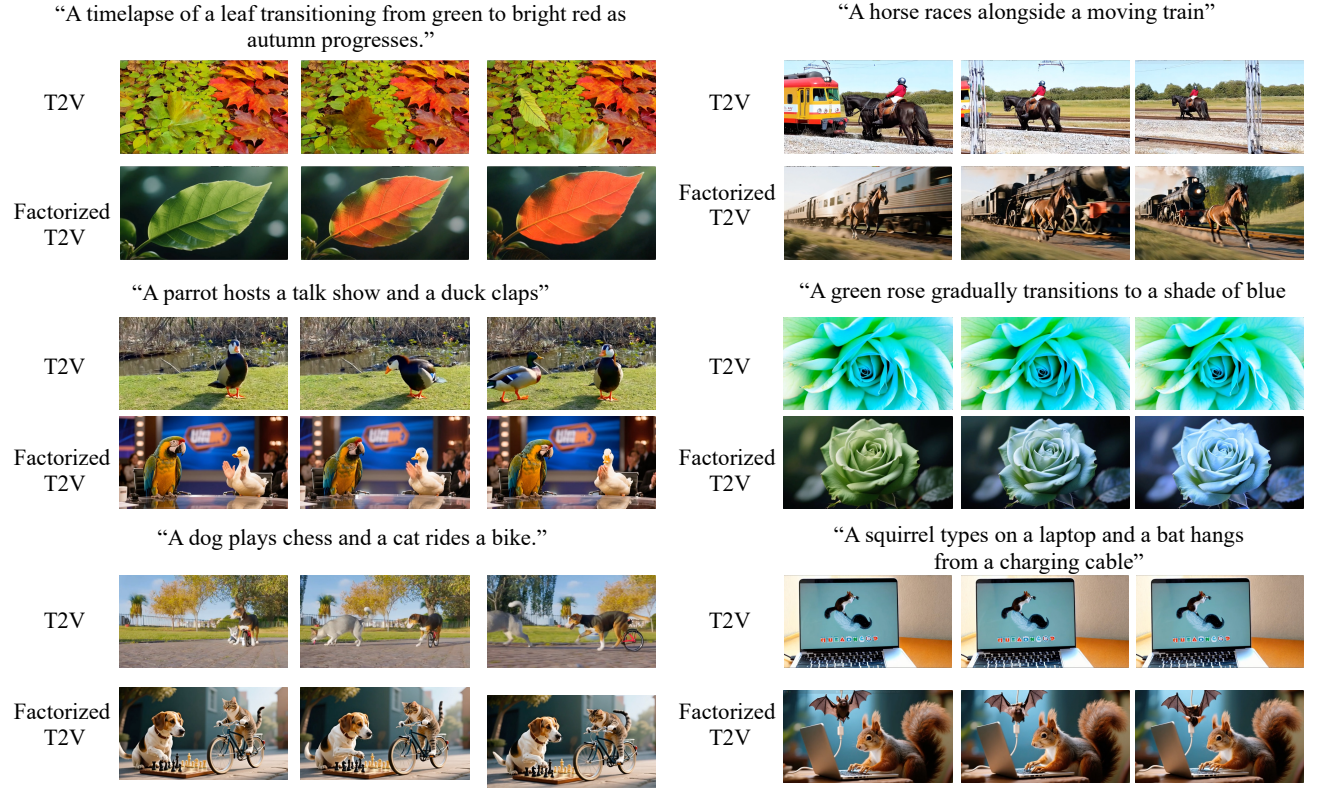 “A timelapse of a leaf transitioning from green to bright red as
autumn progresses.”
T2V
Factorized
T2V
“A horse races alongside a moving train”
T2V
Factorized
T2V
“A parrot hosts a talk show and a duck claps”
T2V
Factorized
T2V
“A green rose gradually transitions to a shade of blue
T2V
Factorized
T2V
“A dog plays chess and a cat rides a bike.”
T2V
Factorized
T2V
“A squirrel types on a laptop and a bat hangs
from a charging cable”
T2V
Factorized
T2V